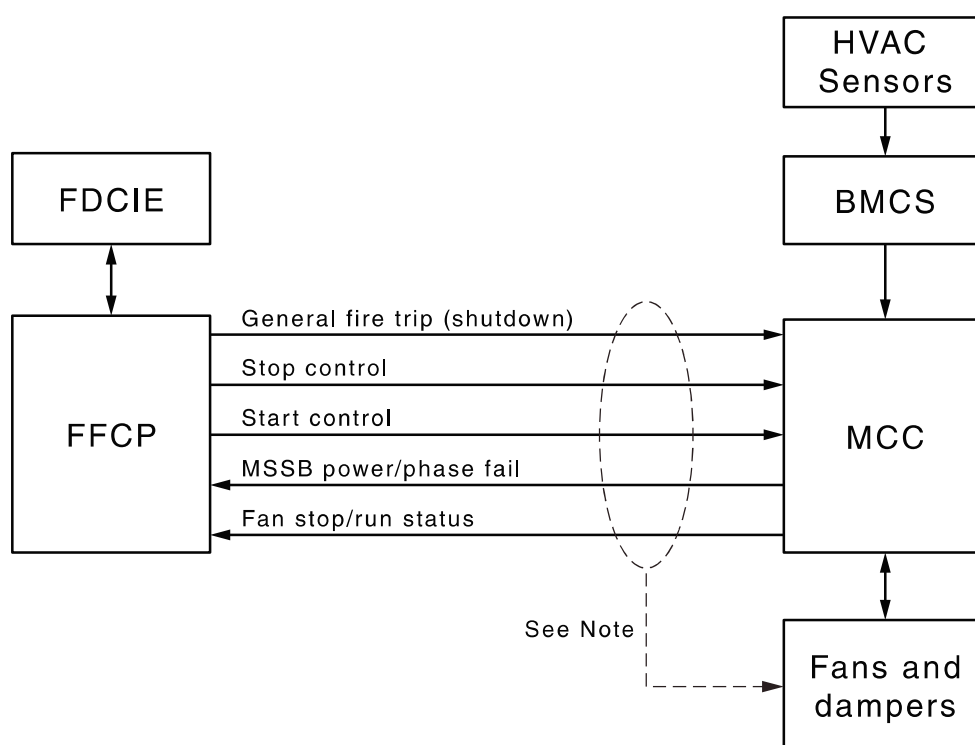 HVAC
Sensors
FDCIE
BMCS
General fire trip (shutdown)
Stop control
FFCP
Start control
MCC
MSSB power/phase fail
Fan stop/run status
See Note
Fans and
dampers